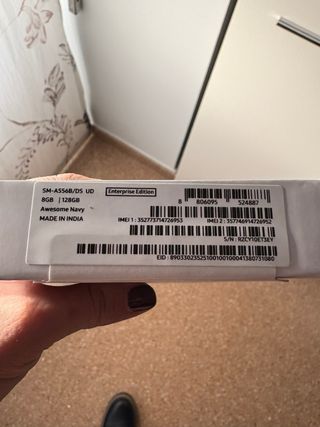 SM-A556B/DS UD Enterprise Edition
8GB | 128GB
8 806095 524887
Awesome Navy
MADE IN INDIA
IMEI 1 : 352773714726953 IMEI 2 : 357746914726952
S/N : RZCY10ET3EY
EID : 89033023525100100100041380731080